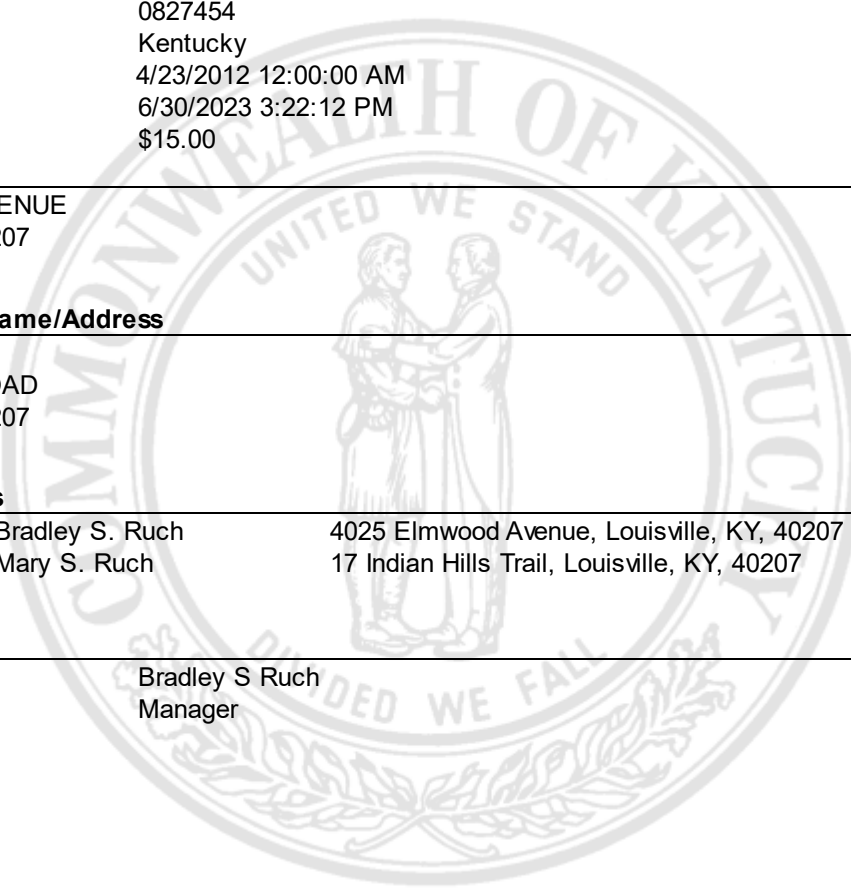 0827454
Kentucky
4/23/2012 12:00:00 AM
6/30/2023 3:22:12 PM
$15.00
ENUE
207
ame/Address
OAD
207
s
Bradley S. Ruch 4025 Elmwood Avenue, Louisville, KY, 40207
Mary S. Ruch 17 Indian Hills Trail, Louisville, KY, 40207
Bradley S Ruch
Manager
COMMONWEALTH OF KENTUCKY
UNITED WE STAND
DIVIDED WE FALL